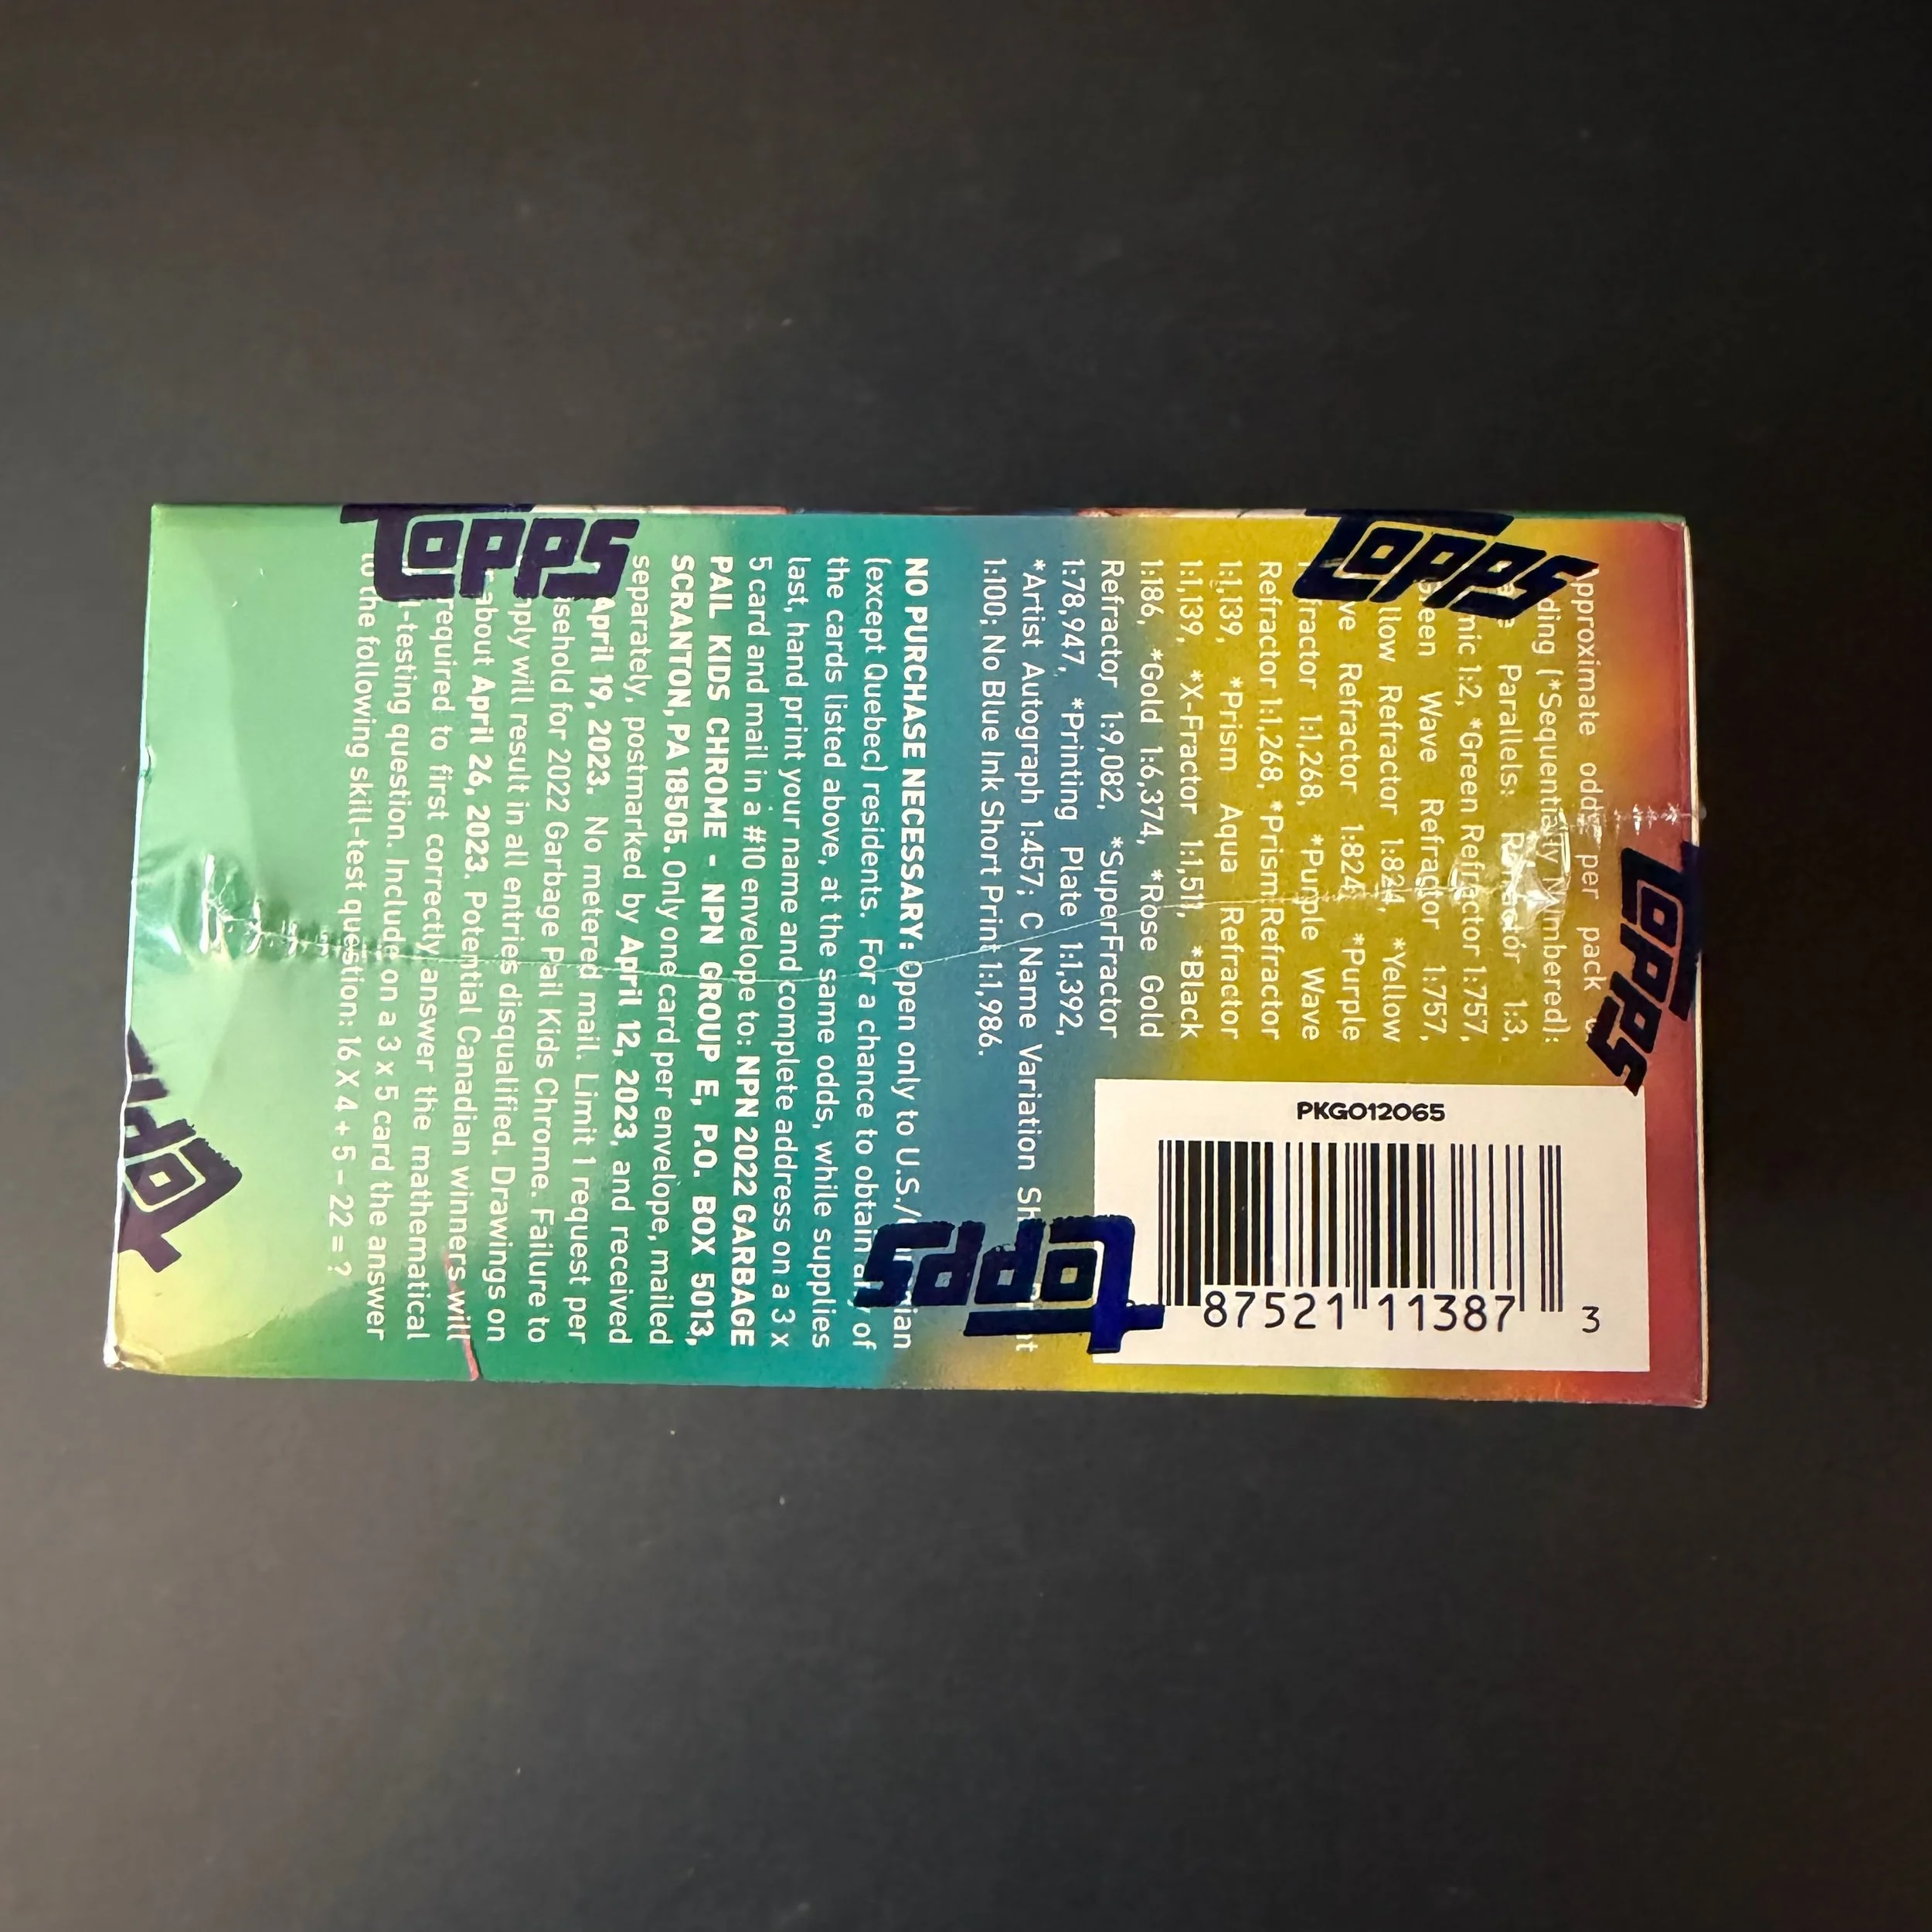 Approximate odds per pack
(*Sequentially Numbered):
Parallels: Refractor 1:3,
1:2, *Green Refractor 1:757,
Green Wave Refractor 1:757,
Refractor 1:824, *Yellow
Refractor 1:824, *Purple
1:1,268, *Purple Wave
Refractor 1:1,268, *Prism Refractor
1:1,139, *Prism Aqua Refractor
1:1,139, *X-Fractor 1:1,511, *Black
1:186, *Gold 1:6,374, *Rose Gold
Refractor 1:9,082, *SuperFractor
1:78,947, *Printing Plate 1:1,392,
*Artist Autograph 1:457; C Name Variation
1:100; No Blue Ink Short Print 1:1,986.
NO PURCHASE NECESSARY: Open only to U.S./
(except Quebec) residents. For a chance to obtain any of
the cards listed above, at the same odds, while supplies
last, hand print your name and complete address on a 3 x
5 card and mail in a #10 envelope to: NPN 2022 GARBAGE
PAIL KIDS CHROME - NPN GROUP E, P.O. BOX 5013,
SCRANTON, PA 18505. Only one card per envelope, mailed
separately, postmarked by April 12, 2023, and received
April 19, 2023. No metered mail. Limit 1 request per
household for 2022 Garbage Pail Kids Chrome. Failure to
comply will result in all entries disqualified. Drawings on
about April 26, 2023. Potential Canadian winners will
required to first correctly answer the mathematical
skill-testing question. Include on a 3 x 5 card the answer
to the following skill-test question: 16 X 4 + 5 – 22 = ?
PKG012065
87521 11387 3
Topps
Topps
Topps
Topps